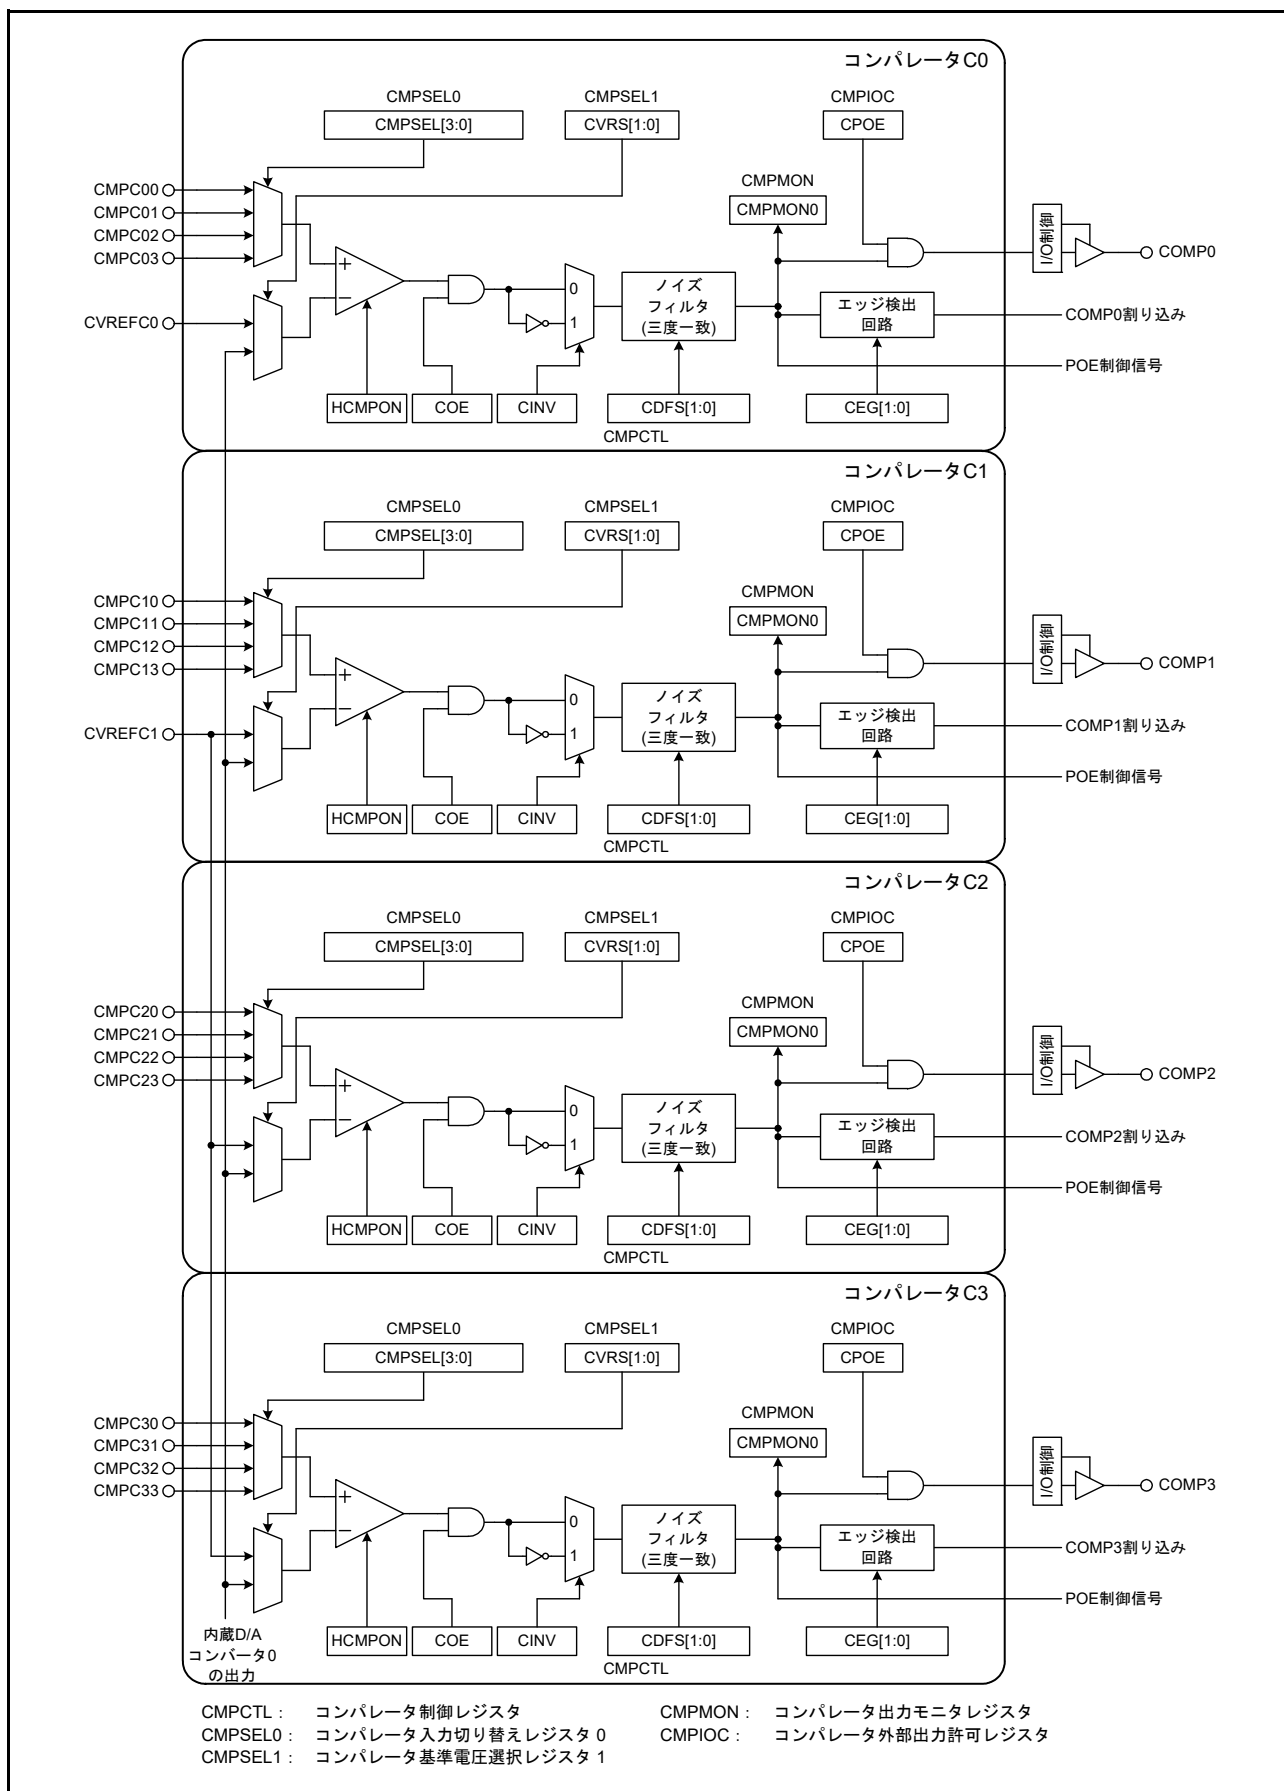 コンパレータC0
CMPSEL0
CMPSEL1
CMPIOC
CMPSEL[3:0]
CVRS[1:0]
CPOE
CMPC00
CMPC01
CMPC02
CMPC03
CMPMON
CMPMON0
I/O制御
COMP0
CVREFC0
+
−
0
1
ノイズ
フィルタ
(三度一致)
エッジ検出
回路
COMP0割り込み
POE制御信号
HCMPON
COE
CINV
CDFS[1:0]
CEG[1:0]
CMPCTL
コンパレータC1
CMPSEL0
CMPSEL1
CMPIOC
CMPSEL[3:0]
CVRS[1:0]
CPOE
CMPC10
CMPC11
CMPC12
CMPC13
CMPMON
CMPMON0
I/O制御
COMP1
CVREFC1
+
−
0
1
ノイズ
フィルタ
(三度一致)
エッジ検出
回路
COMP1割り込み
POE制御信号
HCMPON
COE
CINV
CDFS[1:0]
CEG[1:0]
CMPCTL
コンパレータC2
CMPSEL0
CMPSEL1
CMPIOC
CMPSEL[3:0]
CVRS[1:0]
CPOE
CMPC20
CMPC21
CMPC22
CMPC23
CMPMON
CMPMON0
I/O制御
COMP2
+
−
0
1
ノイズ
フィルタ
(三度一致)
エッジ検出
回路
COMP2割り込み
POE制御信号
HCMPON
COE
CINV
CDFS[1:0]
CEG[1:0]
CMPCTL
コンパレータC3
CMPSEL0
CMPSEL1
CMPIOC
CMPSEL[3:0]
CVRS[1:0]
CPOE
CMPC30
CMPC31
CMPC32
CMPC33
CMPMON
CMPMON0
I/O制御
COMP3
+
−
0
1
ノイズ
フィルタ
(三度一致)
エッジ検出
回路
COMP3割り込み
POE制御信号
HCMPON
COE
CINV
CDFS[1:0]
CEG[1:0]
CMPCTL
内蔵D/A
コンバータ0
の出力
CMPCTL： コンパレータ制御レジスタ
CMPSEL0： コンパレータ入力切り替えレジスタ 0
CMPSEL1： コンパレータ基準電圧選択レジスタ 1
CMPMON： コンパレータ出力モニタレジスタ
CMPIOC： コンパレータ外部出力許可レジスタ